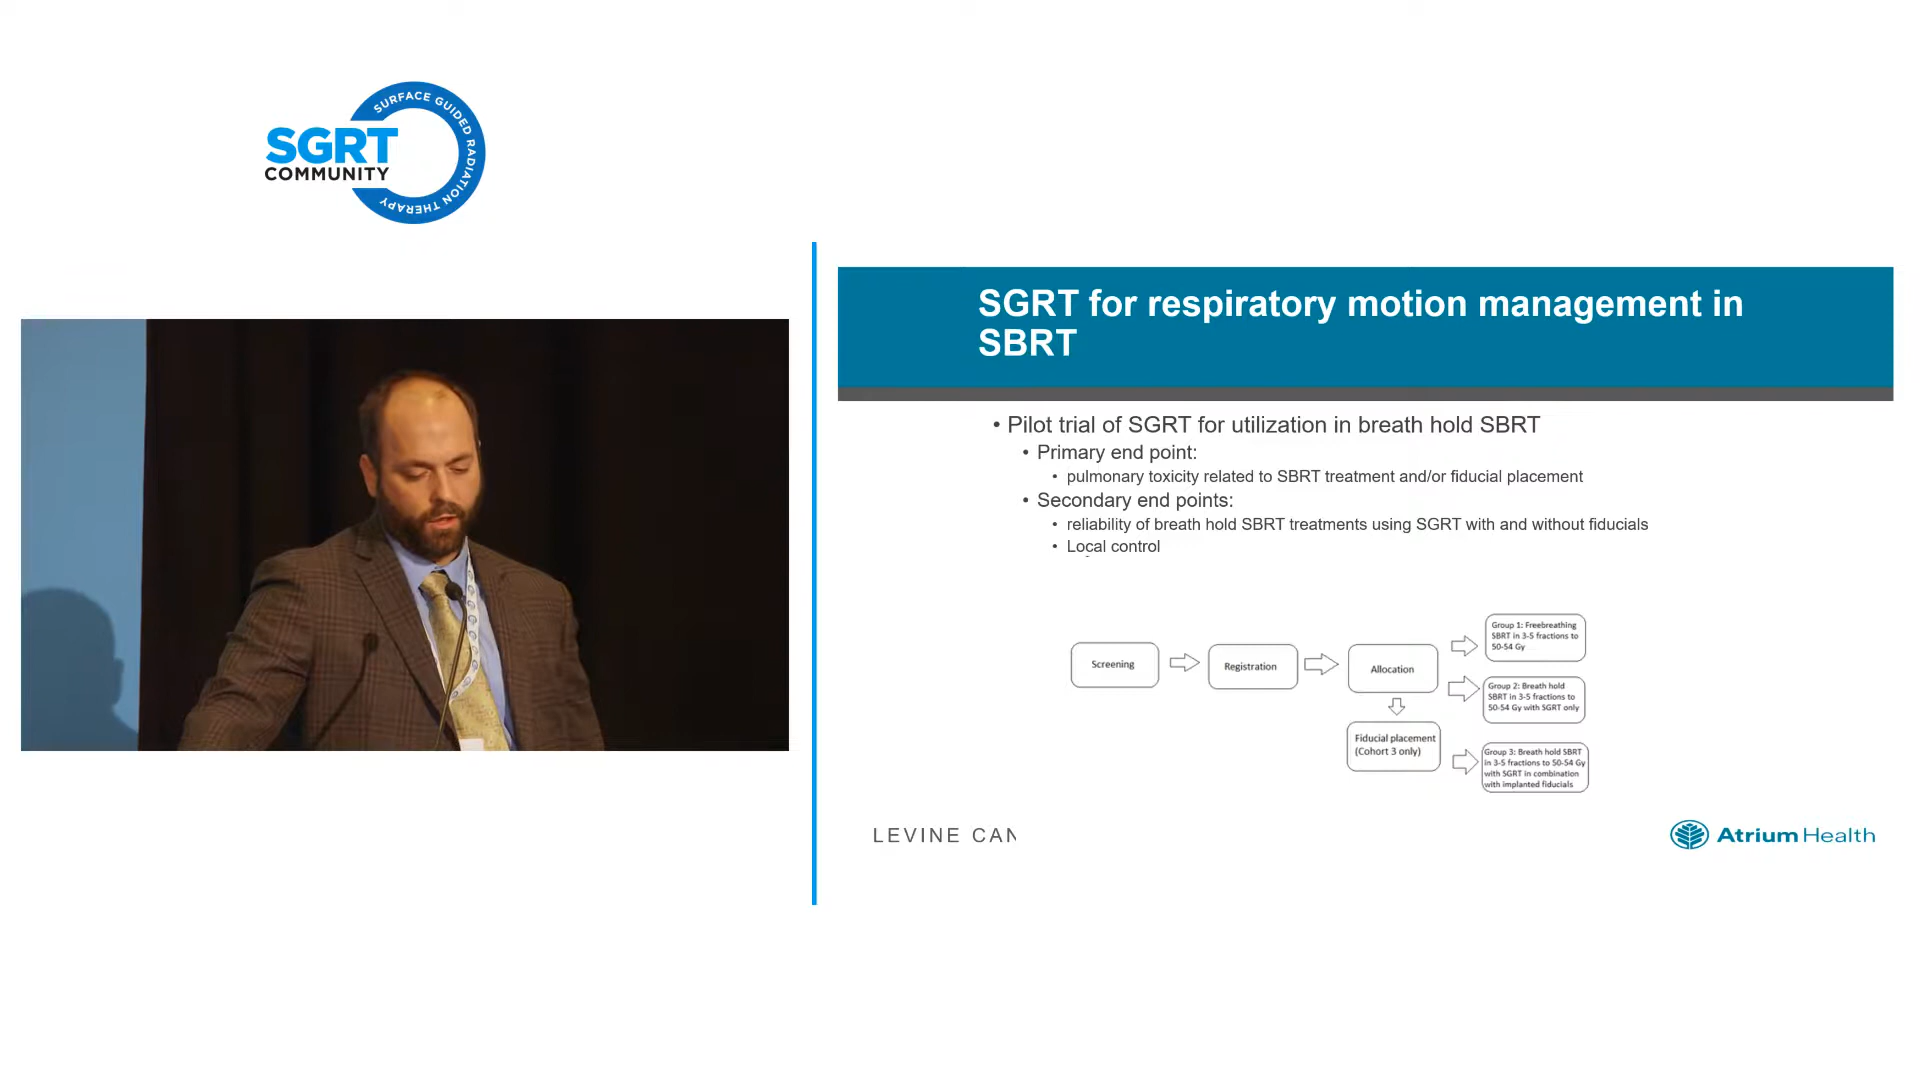 SURFACE GUIDED RADIATION THERAPY
SGRT
COMMUNITY
SGRT for respiratory motion management in
SBRT
• Pilot trial of SGRT for utilization in breath hold SBRT
• Primary end point:
• pulmonary toxicity related to SBRT treatment and/or fiducial placement
• Secondary end points:
• reliability of breath hold SBRT treatments using SGRT with and without fiducials
• Local control
Screening
Registration
Allocation
Fiducial placement
(Cohort 3 only)
Group 1: Freebreathing
SBRT in 3-5 fractions to
50-54 Gy
Group 2: Breath hold
SBRT in 3-5 fractions to
50-54 Gy with SGRT only
Group 3: Breath hold SBRT
in 3-5 fractions to 50-54 Gy
with SGRT in combination
with implanted fiducials
LEVINE CAN
Atrium Health